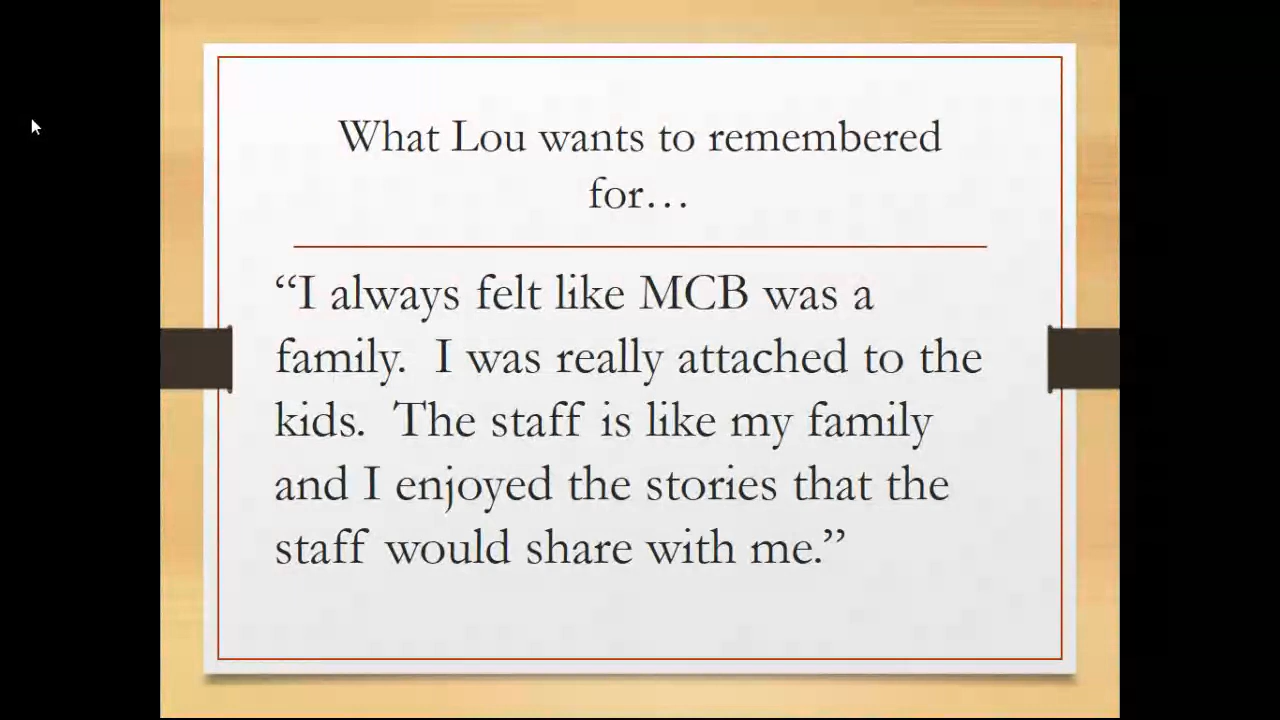 What Lou wants to remembered
for…
“I always felt like MCB was a
family.  I was really attached to the
kids.  The staff is like my family
and I enjoyed the stories that the
staff would share with me.”